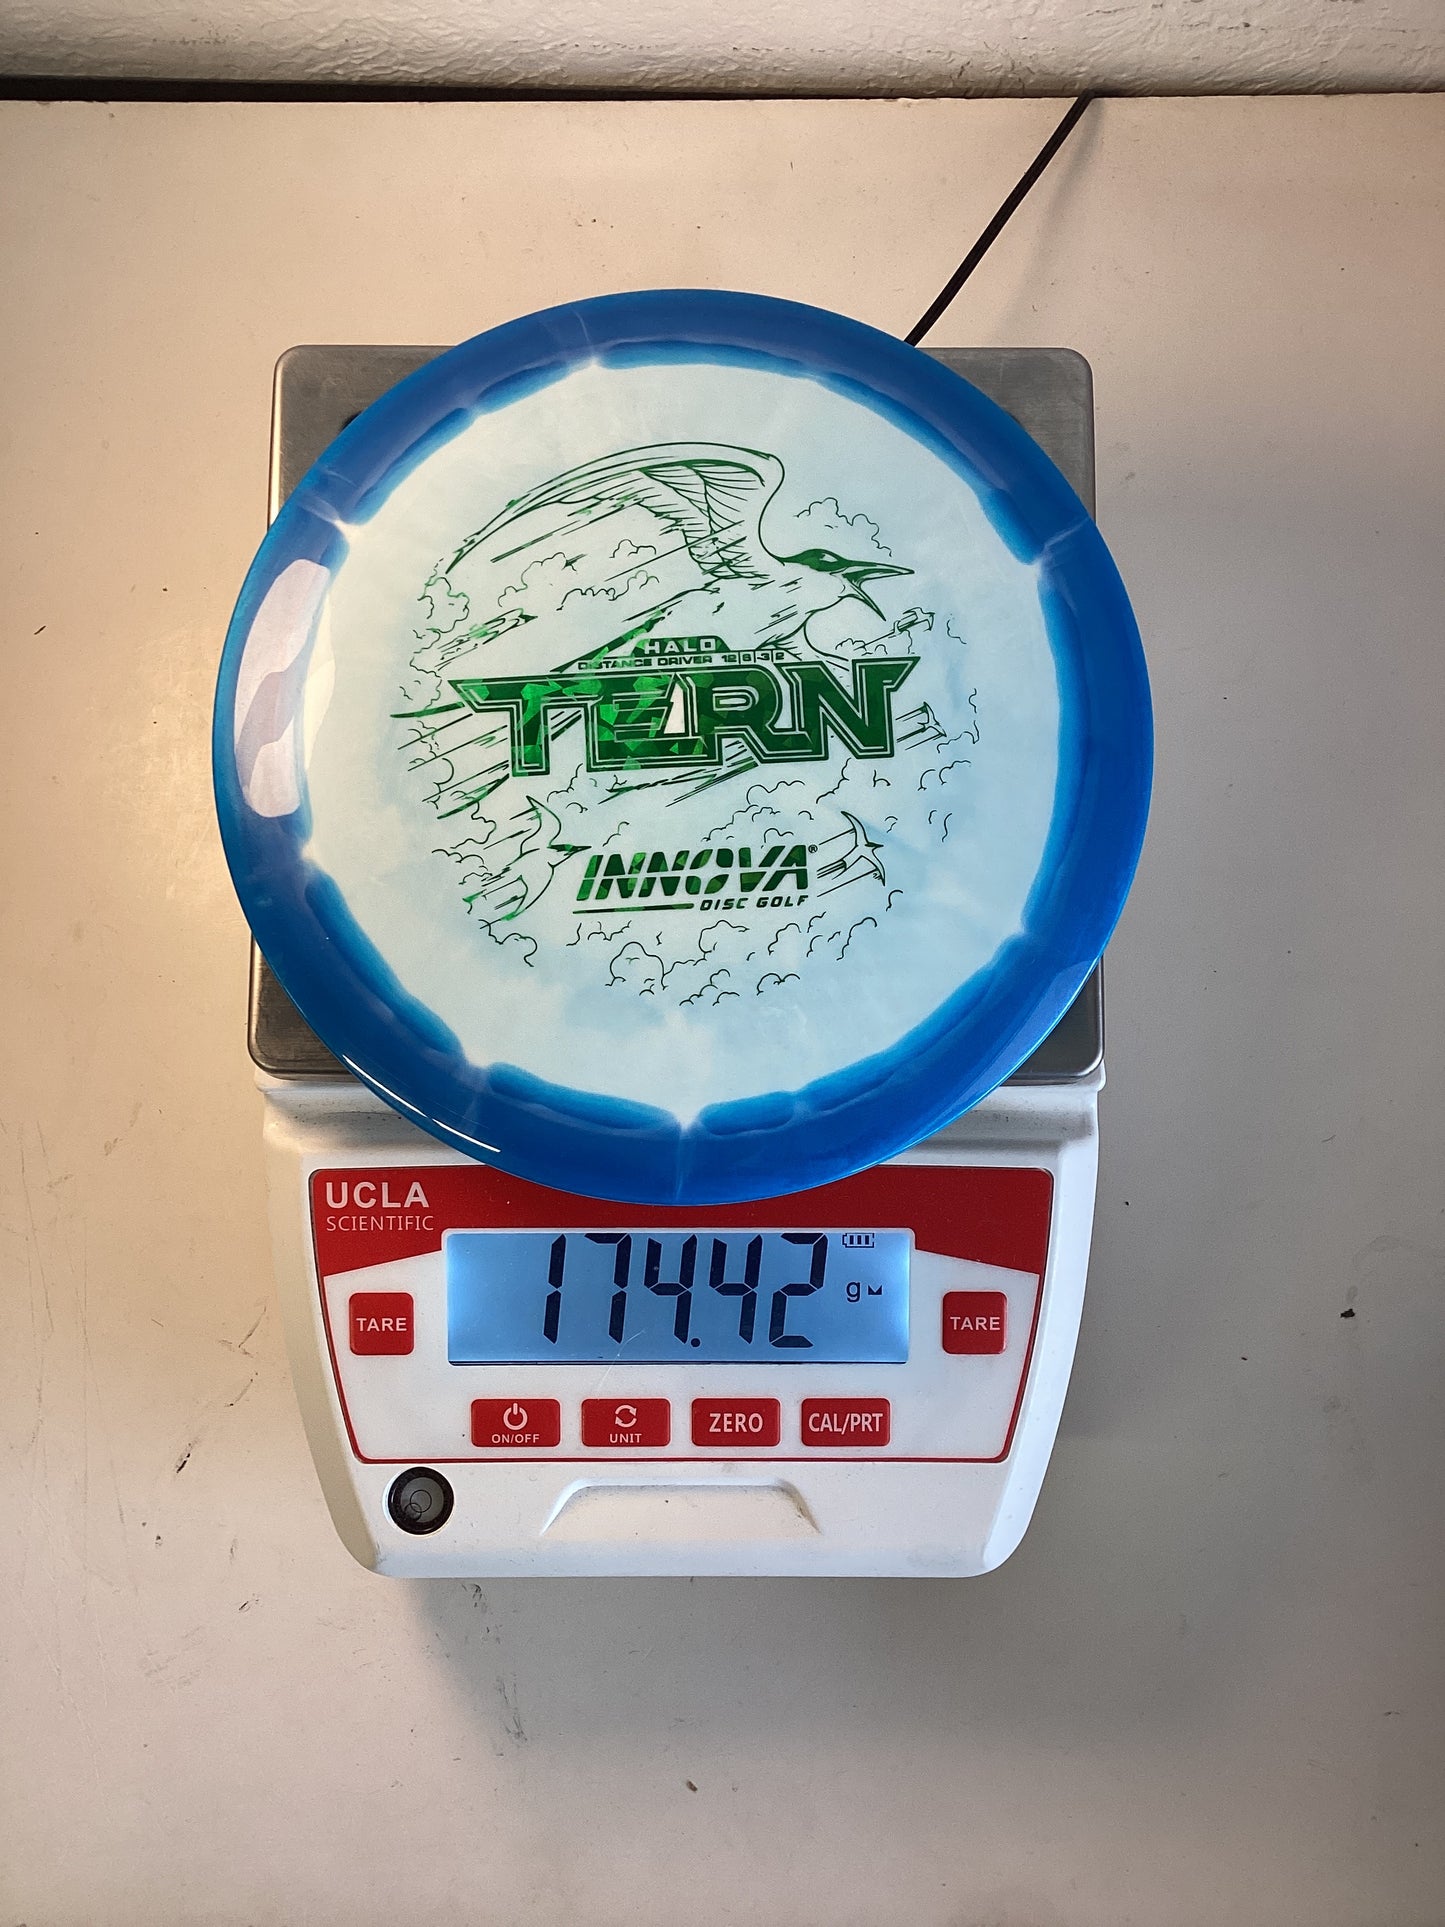 HALO
DISTANCE DRIVER 12|6|-3|2
TERN
INNOVA®
DISC GOLF
UCLA
SCIENTIFIC
174.42 g
TARE
TARE
ON/OFF
UNIT
ZERO
CAL/PRT